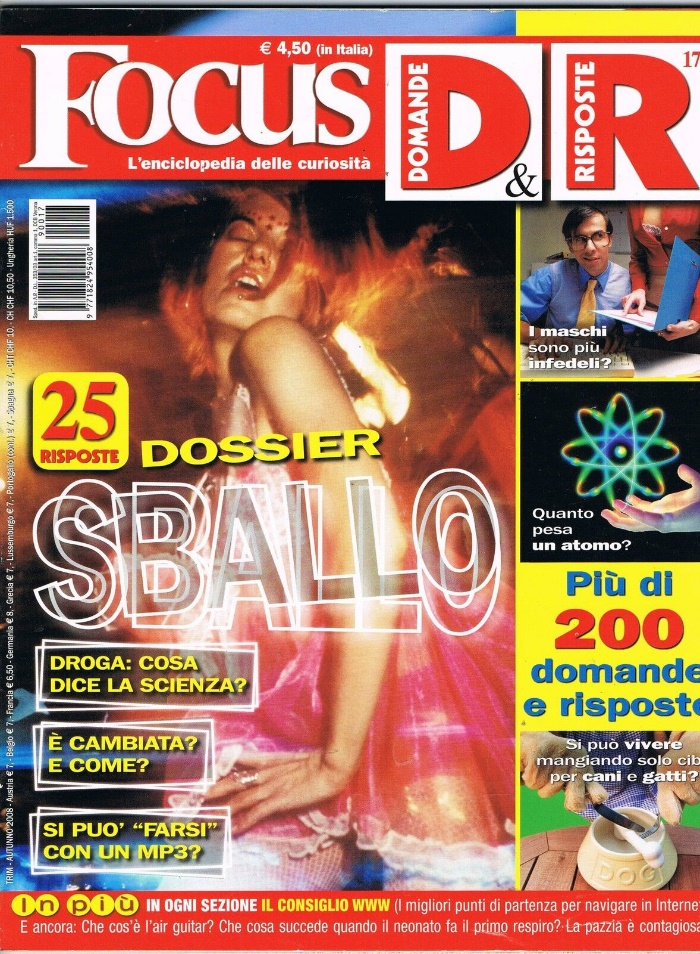 Focus
€ 4,50 (in Italia)
L'enciclopedia delle curiosità
DOMANDE
D
&
RISPOSTE
R
17
90017
9 771824 954008
TRIM - AUTUNNO 2008 - Austria € 7,- Belgio € 7,- Francia € 6,50 - Germania € 8,- Grecia € 7,- Lussemburgo € 7,- Portogallo (cont.) € 7,- Spagna € 7,- CH CHF 10,50 - Ungheria HUF 1.500
I maschi
sono più
infedeli?
25
RISPOSTE
DOSSIER
SBALLO
Quanto
pesa
un atomo?
Più di
200
domande
e risposte
DROGA: COSA
DICE LA SCIENZA?
È CAMBIATA?
E COME?
SI PUO' “FARSI”
CON UN MP3?
Si può vivere
mangiando solo cib
per cani e gatti?
DOG
In più IN OGNI SEZIONE IL CONSIGLIO WWW (I migliori punti di partenza per navigare in Interne
E ancora: Che cos'è l'air guitar? Che cosa succede quando il neonato fa il primo respiro? La pazzia è contagiosa